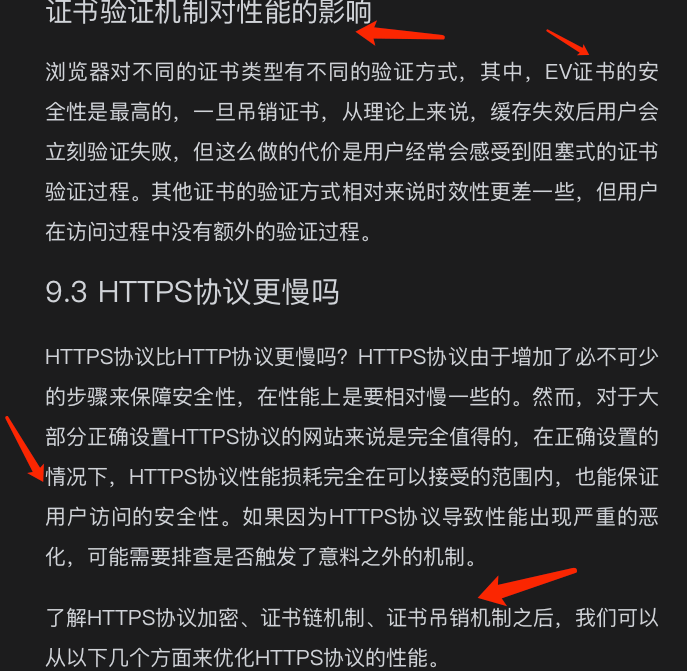 证书验证机制对性能的影响
浏览器对不同的证书类型有不同的验证方式，其中，EV证书的安
全性是最高的，一旦吊销证书，从理论上来说，缓存失效后用户会
立刻验证失败，但这么做的代价是用户经常会感受到阻塞式的证书
验证过程。其他证书的验证方式相对来说时效性更差一些，但用户
在访问过程中没有额外的验证过程。
9.3 HTTPS协议更慢吗
HTTPS协议比HTTP协议更慢吗？HTTPS协议由于增加了必不可少
的步骤来保障安全性，在性能上是要相对慢一些的。然而，对于大
部分正确设置HTTPS协议的网站来说是完全值得的，在正确设置的
情况下，HTTPS协议性能损耗完全在可以接受的范围内，也能保证
用户访问的安全性。如果因为HTTPS协议导致性能出现严重的恶
化，可能需要排查是否触发了意料之外的机制。
了解HTTPS协议加密、证书链机制、证书吊销机制之后，我们可以
从以下几个方面来优化HTTPS协议的性能。